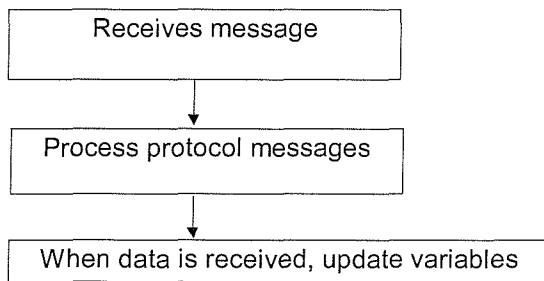 Receives message
Process protocol messages
When data is received, update variables